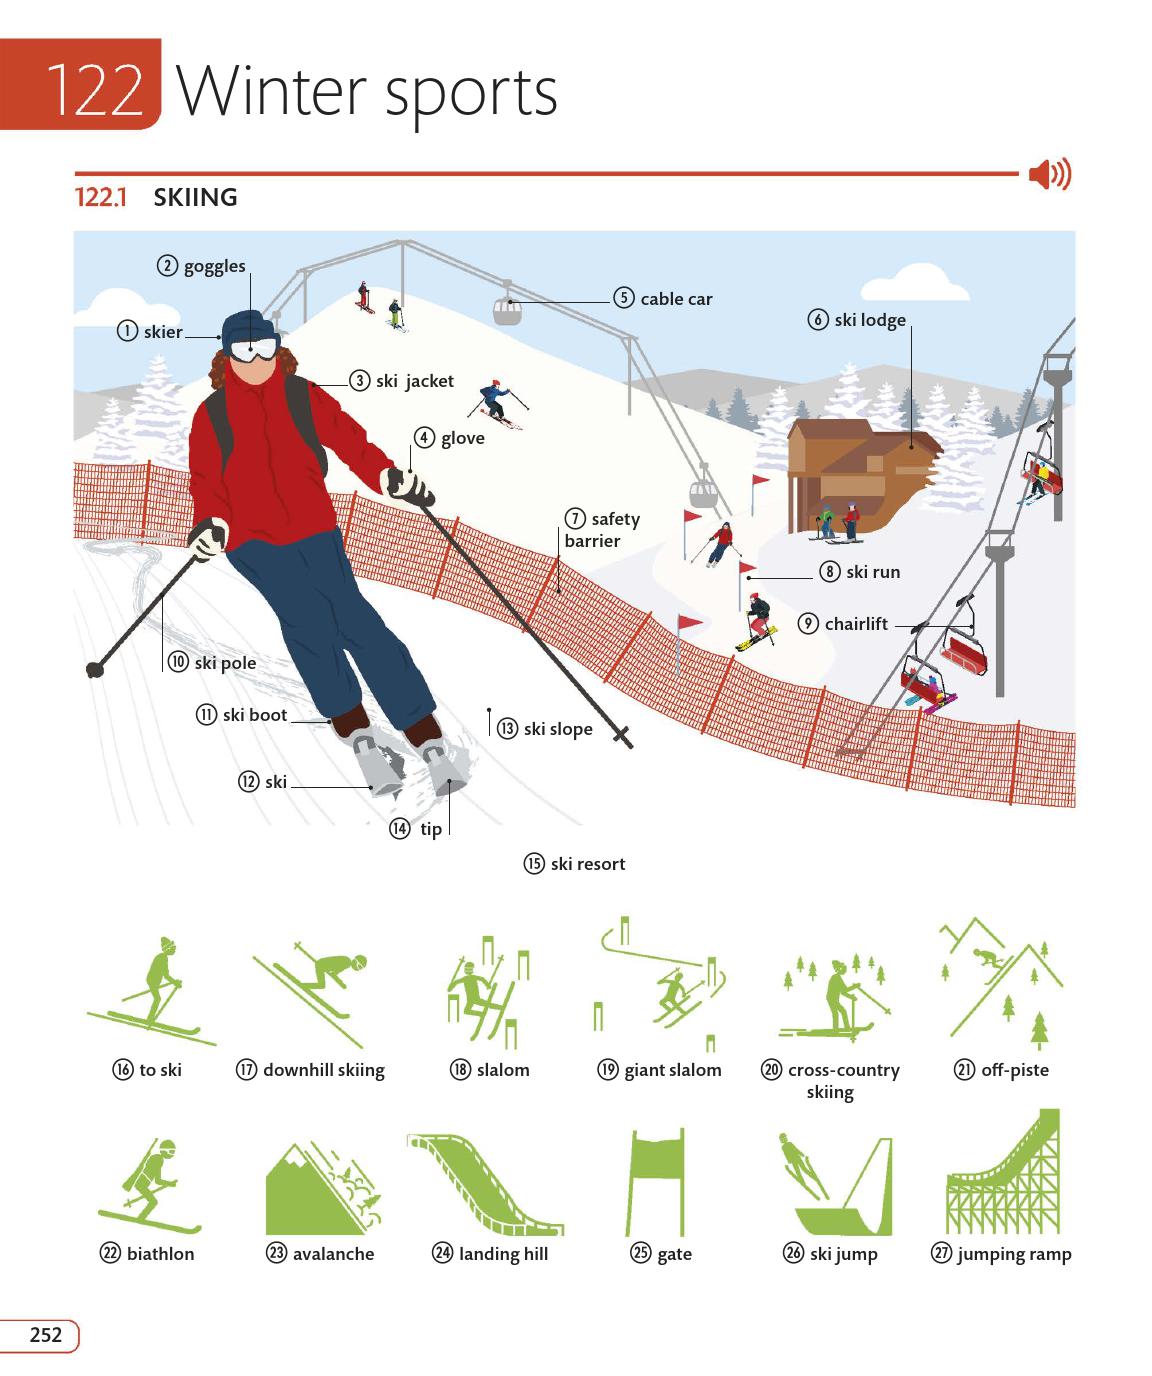 122 Winter sports
122.1 SKIING
2 goggles
5 cable car
6 ski lodge
1 skier
3 ski jacket
4 glove
7 safety
barrier
8 ski run
9 chairlift
10 ski pole
11 ski boot
13 ski slope
12 ski
14 tip
15 ski resort
16 to ski
17 downhill skiing
18 slalom
19 giant slalom
20 cross-country
skiing
21 off-piste
22 biathlon
23 avalanche
24 landing hill
25 gate
26 ski jump
27 jumping ramp
252